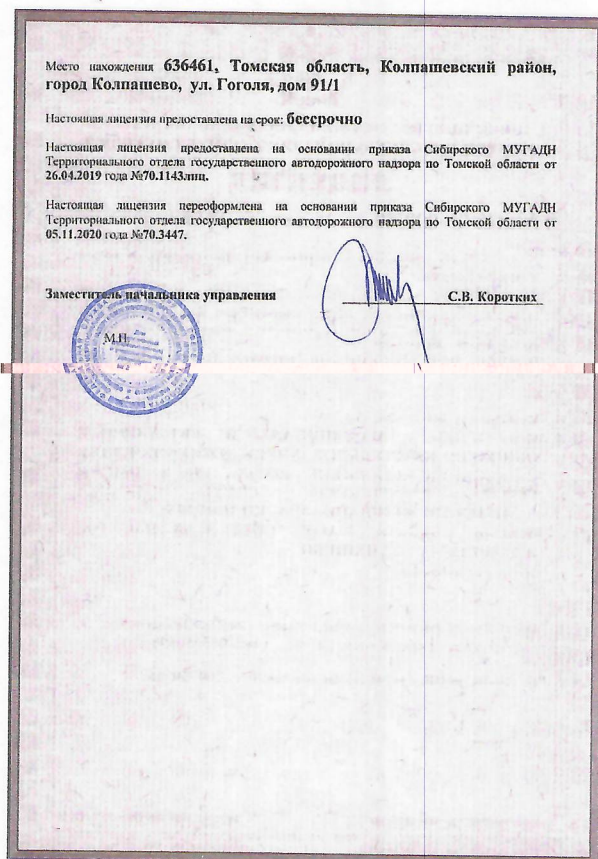 Место нахождения 636461, Томская область, Колпашевский район,
город Колпашево, ул. Гоголя, дом 91/1
Настоящая лицензия предоставлена на срок: бессрочно
Настоящая лицензия предоставлена на основании приказа Сибирского МУГАДН
Территориального отдела государственного автодорожного надзора по Томской области от
26.04.2019 года №70.1143лиц.
Настоящая лицензия переоформлена на основании приказа Сибирского МУГАДН
Территориального отдела государственного автодорожного надзора по Томской области от
05.11.2020 года №70.3447.
Заместитель начальника управления С.В. Коротких
М.П.